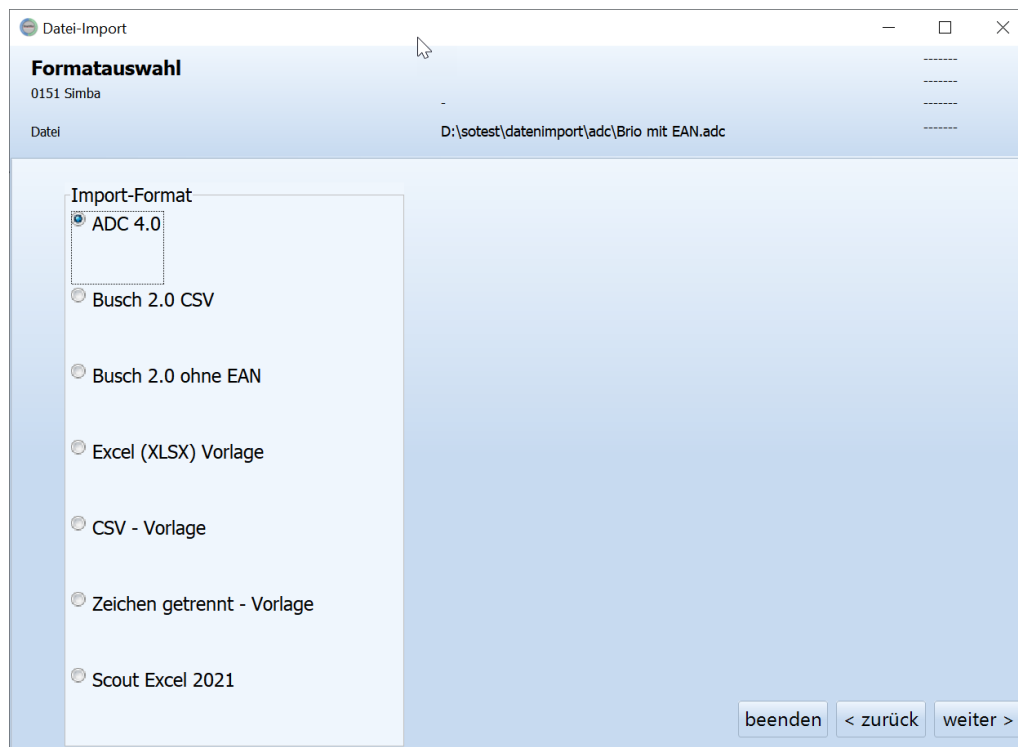 Datei-Import
Formatauswahl
-------
0151 Simba
-------
-
-------
Datei
D:\sotest\datenimport\adc\Brio mit EAN.adc
-------
Import-Format
ADC 4.0
Busch 2.0 CSV
Busch 2.0 ohne EAN
Excel (XLSX) Vorlage
CSV - Vorlage
Zeichen getrennt - Vorlage
Scout Excel 2021
beenden < zurück weiter >